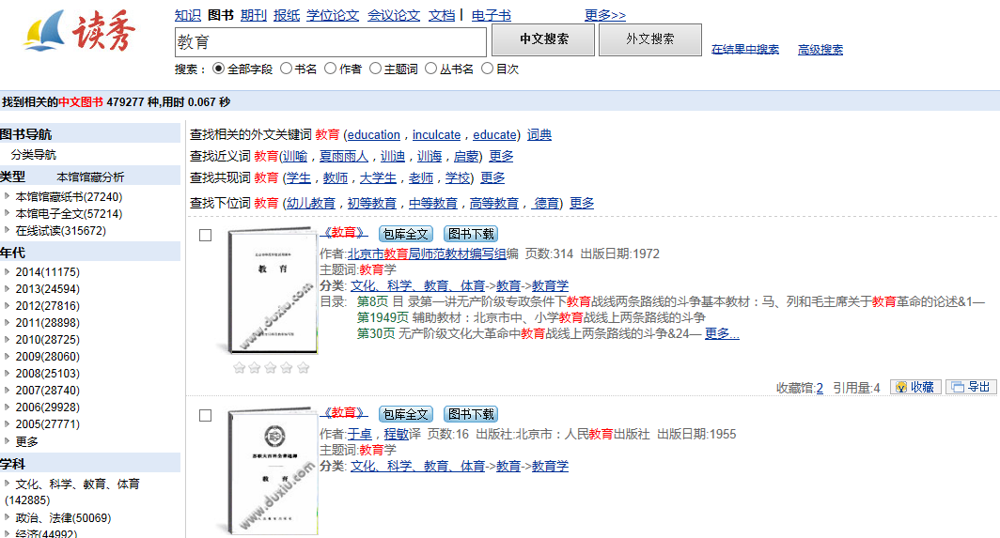 读秀
知识 图书 期刊 报纸 学位论文 会议论文 文档 | 电子书 更多>>
教育 中文搜索 外文搜索 在结果中搜索 高级搜索
搜索： 全部字段 书名 作者 主题词 丛书名 目次
找到相关的中文图书 479277 种,用时 0.067 秒
图书导航
分类导航
类型 本馆馆藏分析
本馆馆藏纸书(27240)
本馆电子全文(57214)
在线试读(315672)
年代
2014(11175)
2013(24594)
2012(27816)
2011(28898)
2010(28725)
2009(28060)
2008(25103)
2007(28740)
2006(29928)
2005(27771)
更多
学科
文化、科学、教育、体育
(142885)
政治、法律(50069)
经济(44992)
查找相关的外文关键词 教育 (education，inculcate，educate) 词典
查找近义词 教育(训喻，夏雨雨人，训迪，训海，启蒙) 更多
查找共现词 教育 (学生，教师，大学生，老师，学校) 更多
查找下位词 教育 (幼儿教育，初等教育，中等教育，高等教育， 德育) 更多
教 育
www.duxiu.com
《教育》 包库全文 图书下载
作者:北京市教育局师范教材编写组编 页数:314 出版日期:1972
主题词:教育学
分类: 文化、科学、教育、体育->教育->教育学
目录: 第8页 目 录第一讲无产阶级专政条件下教育战线两条路线的斗争基本教材：马、列和毛主席关于教育革命的论述&1—
第1949页 辅助教材：北京市中、小学教育战线上两条路线的斗争
第30页 无产阶级文化大革命中教育战线上两条路线的斗争&24— 更多...
收藏馆:2 引用量:4 收藏 导出
苏联大百科全书选译
教 育
www.duxiu.com
《教育》 包库全文 图书下载
作者:于卓，程敏译 页数:16 出版社:北京市：人民教育出版社 出版日期:1955
主题词:教育学
分类: 文化、科学、教育、体育->教育->教育学